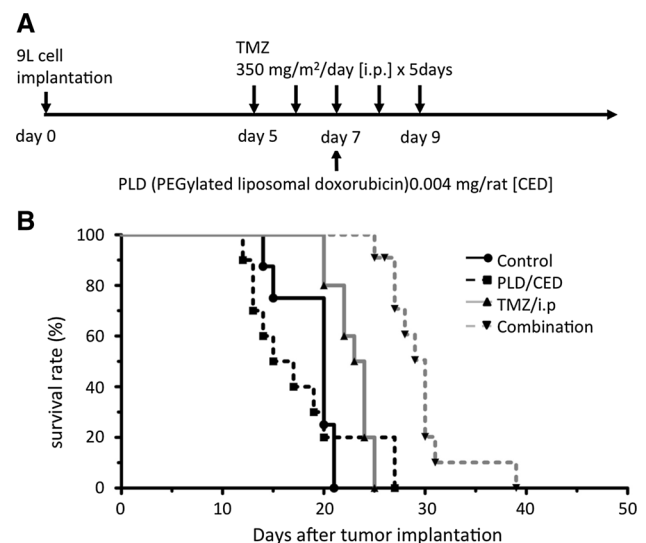 A
9L cell
implantation
TMZ
350 mg/m²/day [i.p.] x 5days
day 0
day 5
day 7
day 9
PLD (PEGylated liposomal doxorubicin)0.004 mg/rat [CED]
B
100
80
60
40
20
0
survival rate (%)
Control
PLD/CED
TMZ/i.p
Combination
0
10
20
30
40
50
Days after tumor implantation